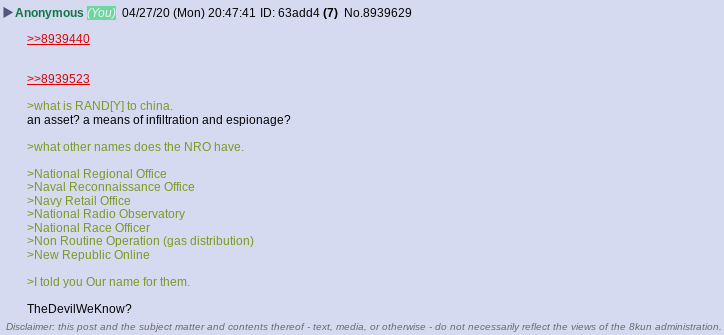 ▶Anonymous (You) 04/27/20 (Mon) 20:47:41 ID: 63add4 (7) No.8939629
>>8939440
>>8939523
>what is RAND[Y] to china.
an asset? a means of infiltration and espionage?
>what other names does the NRO have.
>National Regional Office
>Naval Reconnaissance Office
>Navy Retail Office
>National Radio Observatory
>National Race Officer
>Non Routine Operation (gas distribution)
>New Republic Online
>I told you Our name for them.
TheDevilWeKnow?
Disclaimer: this post and the subject matter and contents thereof - text, media, or otherwise - do not necessarily reflect the views of the 8kun administration.